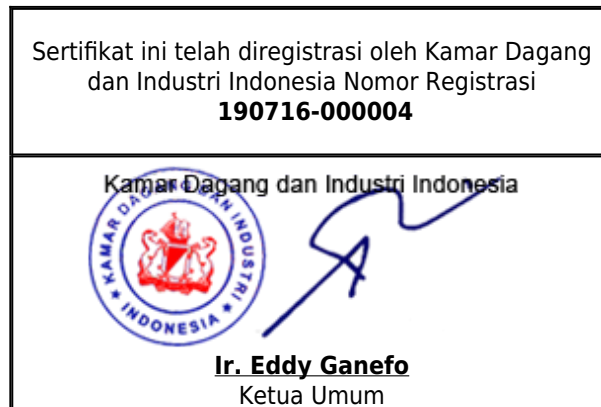 Sertifikat ini telah diregistrasi oleh Kamar Dagang
dan Industri Indonesia Nomor Registrasi
190716-000004
Kamar Dagang dan Industri Indonesia
KAMAR DAGANG DAN INDUSTRI
INDONESIA
Ir. Eddy Ganefo
Ketua Umum